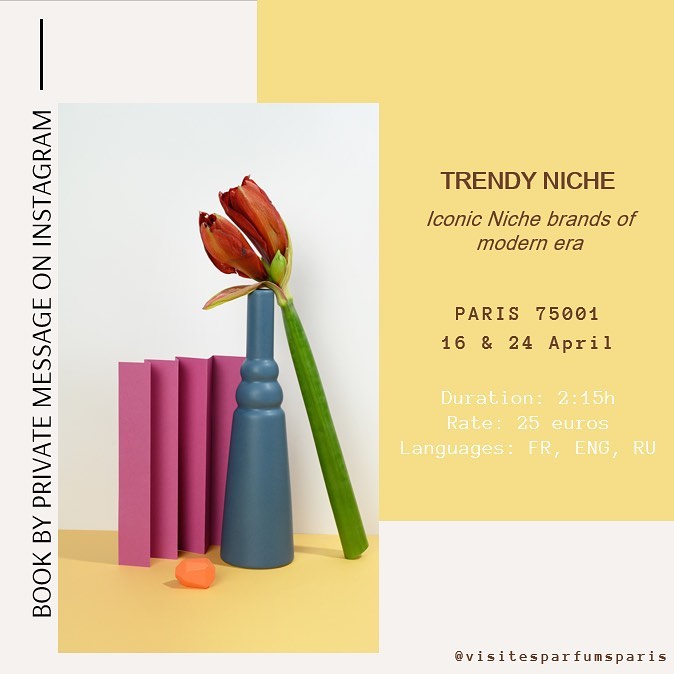 BOOK BY PRIVATE MESSAGE ON INSTAGRAM
TRENDY NICHE
Iconic Niche brands of
modern era
PARIS 75001
16 & 24 April
Duration: 2:15h
Rate: 25 euros
Languages: FR, ENG, RU
@visitesparfumsparis